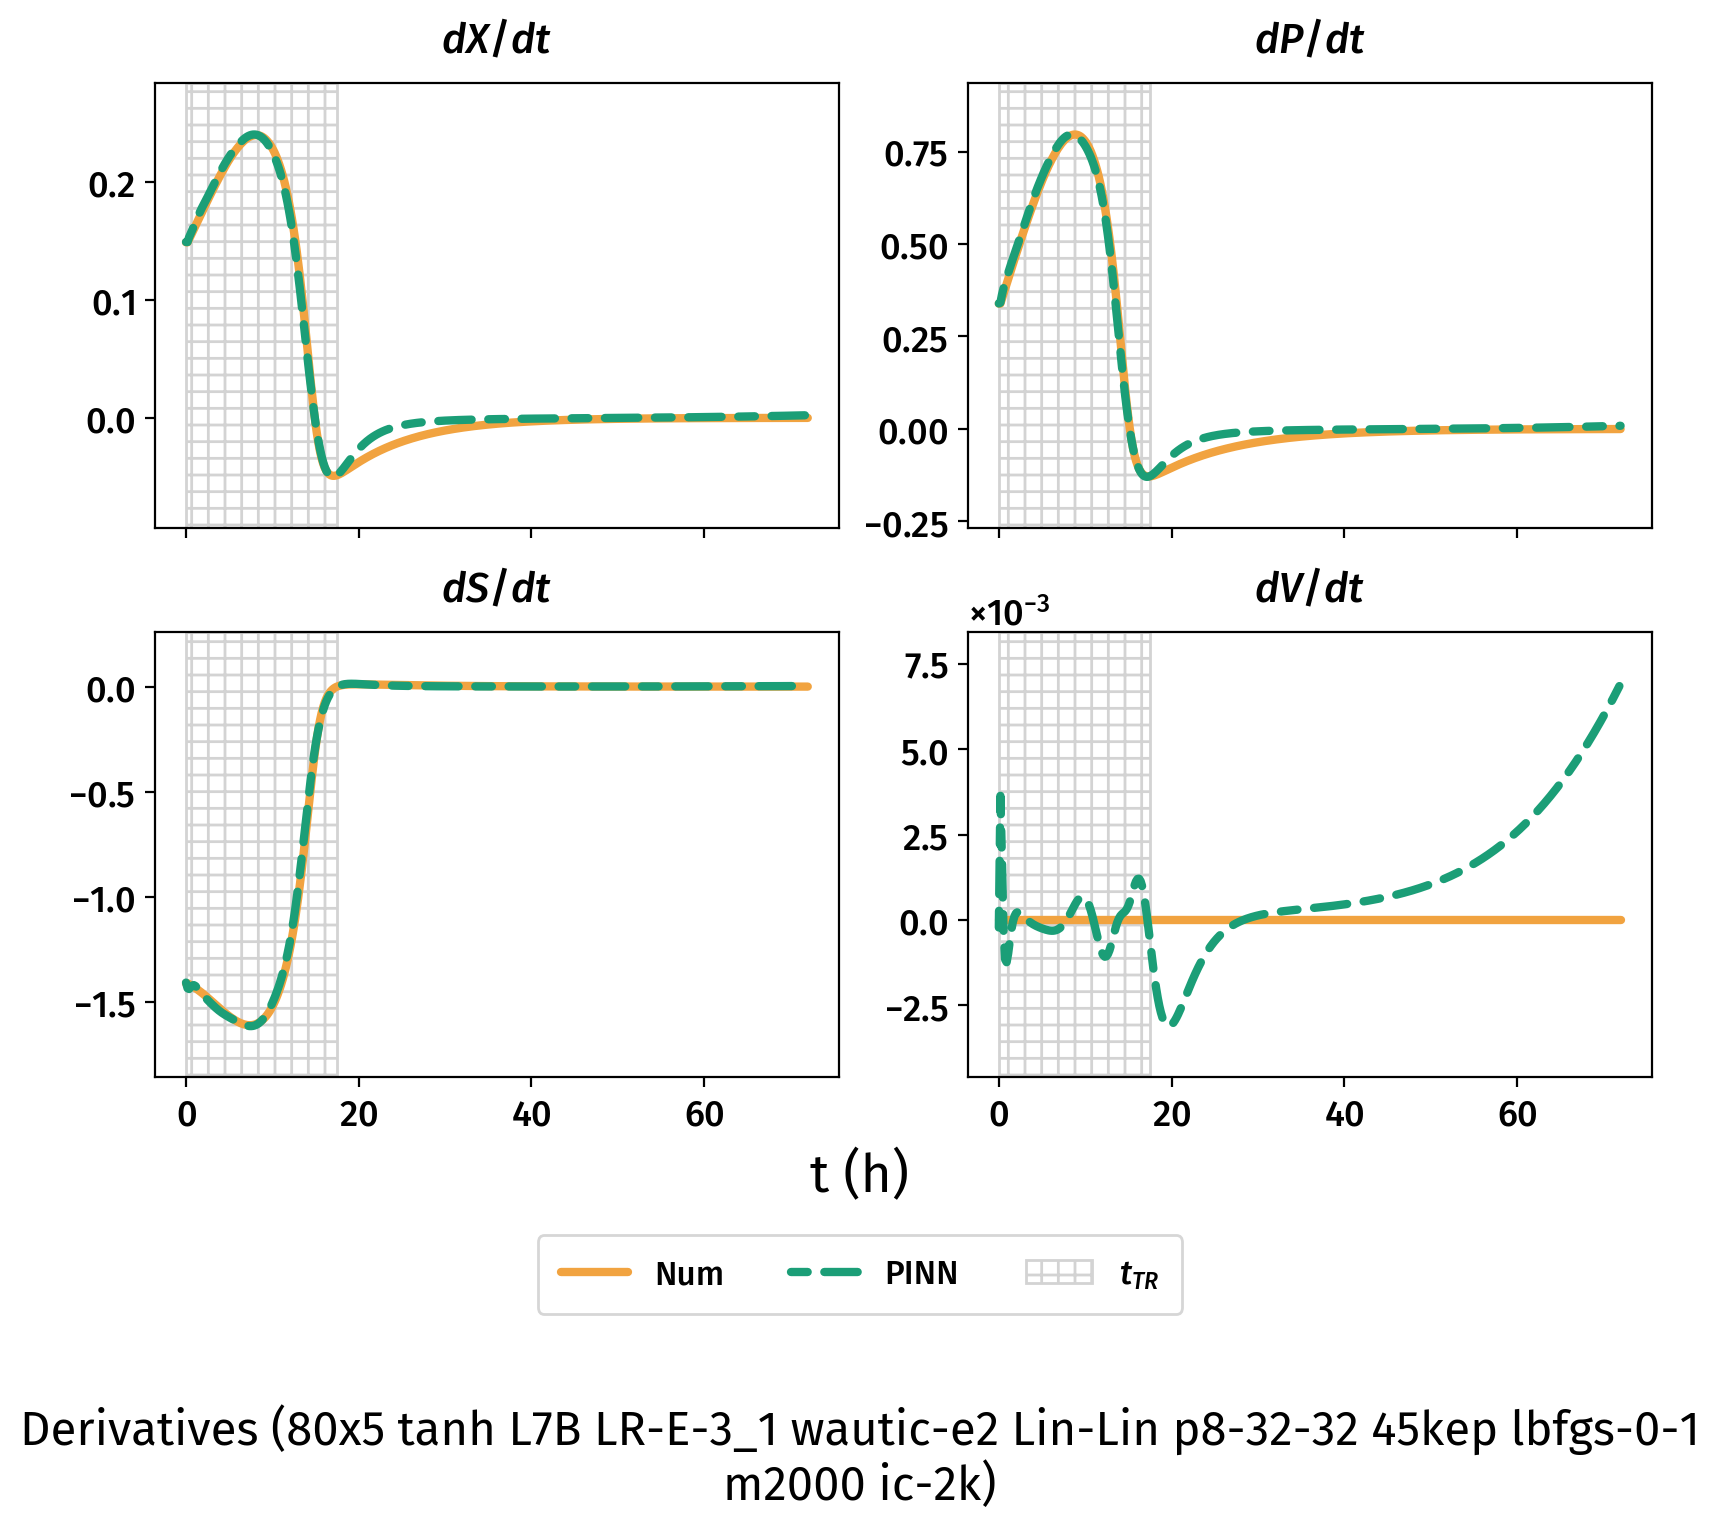 dX/dt
dP/dt
0.2
0.1
0.0
0.75
0.50
0.25
0.00
−0.25
dS/dt
dV/dt
×10⁻³
0.0
−0.5
−1.0
−1.5
7.5
5.0
2.5
0.0
−2.5
0 20 40 60
0 20 40 60
t (h)
Num PINN t_TR
Derivatives (80x5 tanh L7B LR-E-3_1 wautic-e2 Lin-Lin p8-32-32 45kep lbfgs-0-1
m2000 ic-2k)